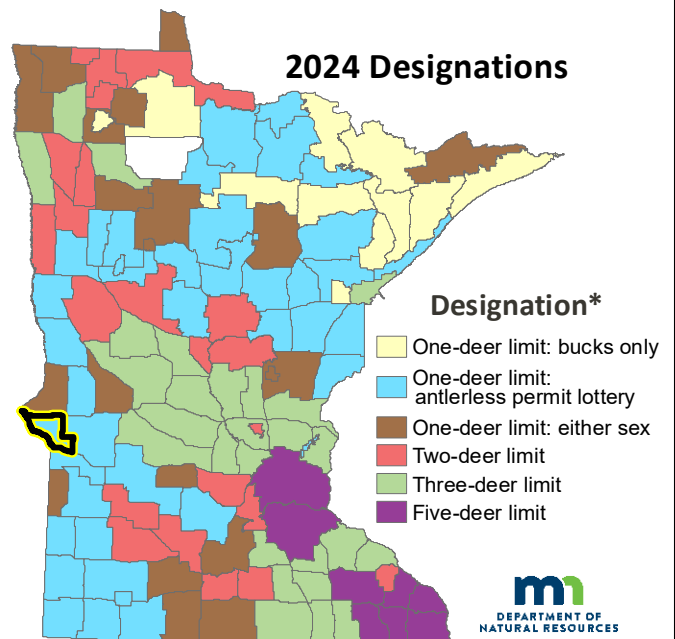 2024 Designations
Designation*
One-deer limit: bucks only
One-deer limit:
antlerless permit lottery
One-deer limit: either sex
Two-deer limit
Three-deer limit
Five-deer limit
mn
DEPARTMENT OF
NATURAL RESOURCES